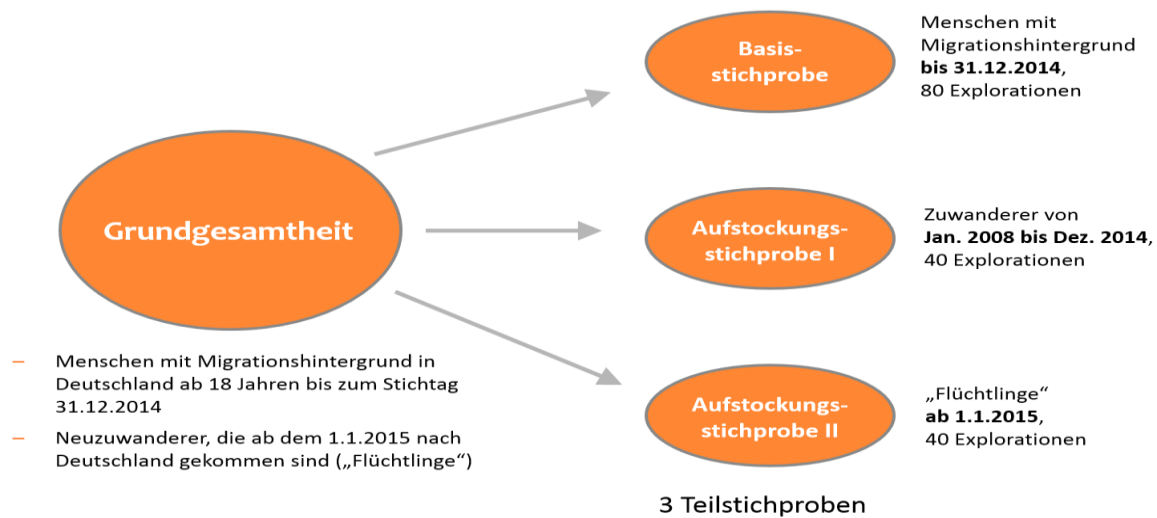 Grundgesamtheit
– Menschen mit Migrationshintergrund in
Deutschland ab 18 Jahren bis zum Stichtag
31.12.2014
– Neuzuwanderer, die ab dem 1.1.2015 nach
Deutschland gekommen sind („Flüchtlinge“)
Basis-
stichprobe
Menschen mit
Migrationshintergrund
bis 31.12.2014,
80 Explorationen
Aufstockungs-
stichprobe I
Zuwanderer von
Jan. 2008 bis Dez. 2014,
40 Explorationen
Aufstockungs-
stichprobe II
„Flüchtlinge“
ab 1.1.2015,
40 Explorationen
3 Teilstichproben